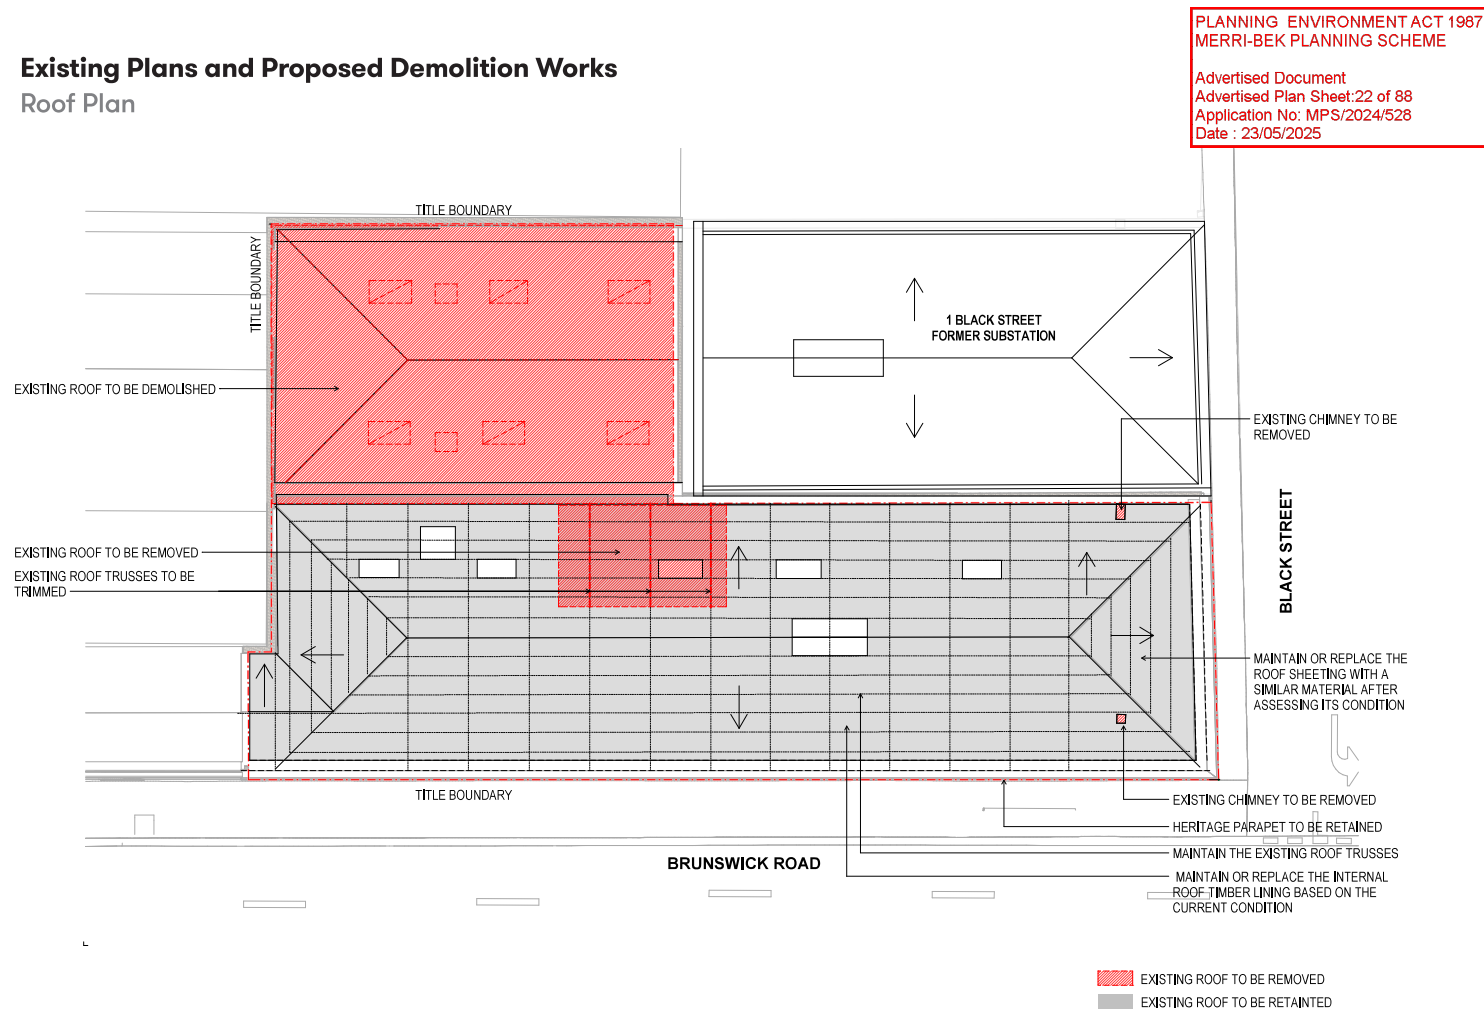 PLANNING ENVIRONMENT ACT 1987
MERRI-BEK PLANNING SCHEME
Advertised Document
Advertised Plan Sheet:22 of 88
Application No: MPS/2024/528
Date : 23/05/2025
Existing Plans and Proposed Demolition Works
Roof Plan
TITLE BOUNDARY
TITLE BOUNDARY
1 BLACK STREET
FORMER SUBSTATION
EXISTING ROOF TO BE DEMOLISHED
EXISTING CHIMNEY TO BE
REMOVED
BLACK STREET
EXISTING ROOF TO BE REMOVED
EXISTING ROOF TRUSSES TO BE
TRIMMED
MAINTAIN OR REPLACE THE
ROOF SHEETING WITH A
SIMILAR MATERIAL AFTER
ASSESSING ITS CONDITION
TITLE BOUNDARY
EXISTING CHIMNEY TO BE REMOVED
HERITAGE PARAPET TO BE RETAINED
MAINTAIN THE EXISTING ROOF TRUSSES
BRUNSWICK ROAD
MAINTAIN OR REPLACE THE INTERNAL
ROOF TIMBER LINING BASED ON THE
CURRENT CONDITION
EXISTING ROOF TO BE REMOVED
EXISTING ROOF TO BE RETAINTED